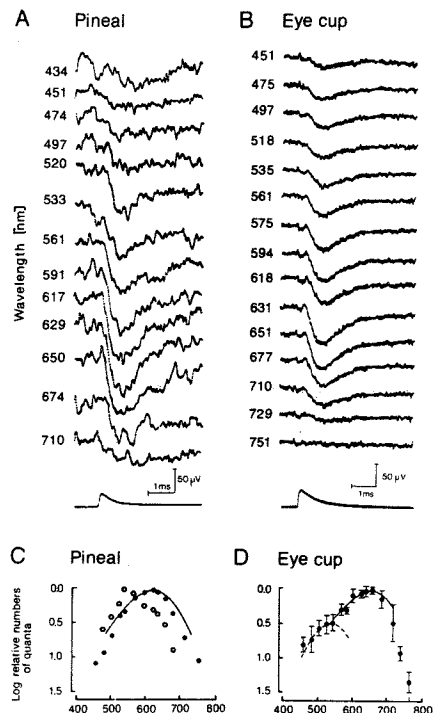 A Pineal
B Eye cup
Wavelength [nm]
434
451
474
497
520
533
561
591
617
629
650
674
710
50 µV
1ms
451
475
497
518
535
561
575
594
618
631
651
677
710
729
751
50 µV
1ms
C Pineal
Log relative numbers
of quanta
0.0
0.5
1.0
1.5
400 500 600 700 800
D Eye cup
0.0
0.5
1.0
1.5
400 500 600 700 800